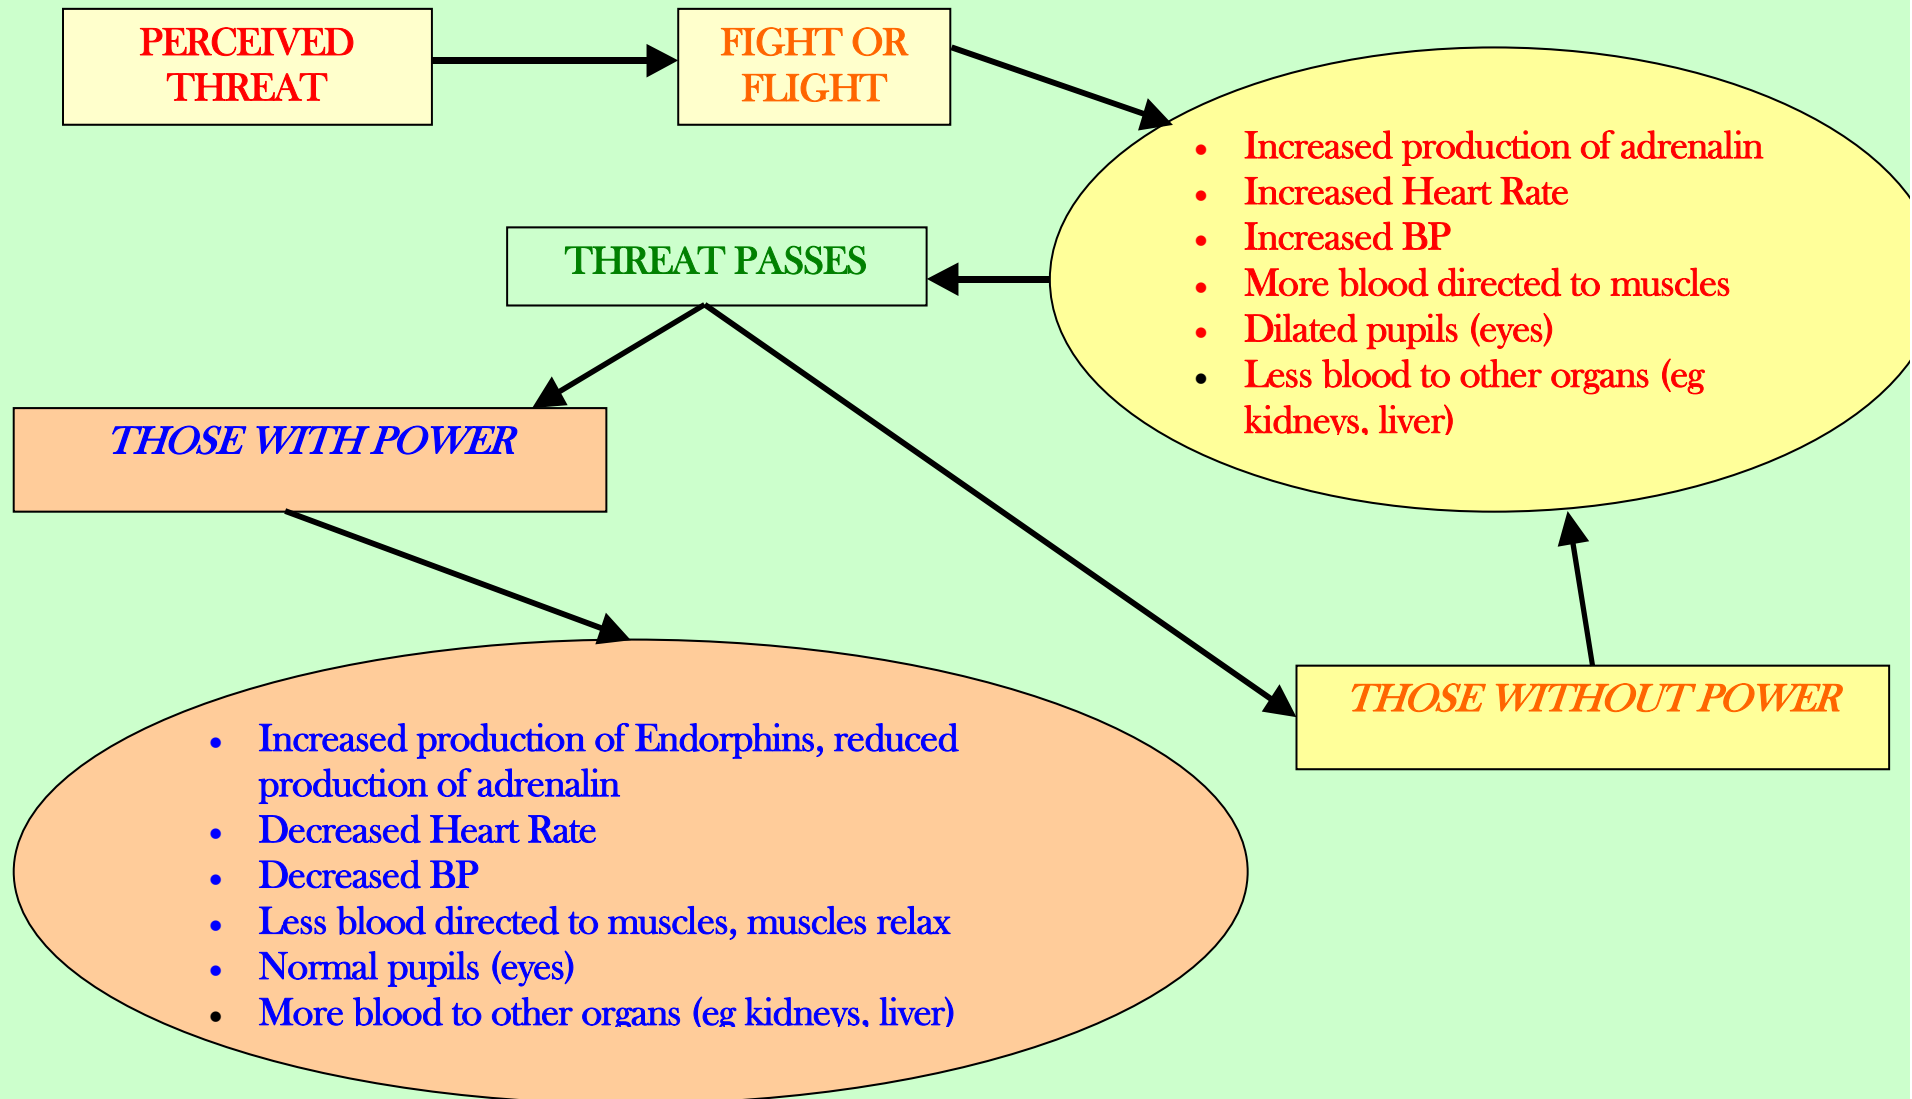 PERCEIVED
THREAT
FIGHT OR
FLIGHT
• Increased production of adrenalin
• Increased Heart Rate
• Increased BP
• More blood directed to muscles
• Dilated pupils (eyes)
• Less blood to other organs (eg
kidneys, liver)
THREAT PASSES
THOSE WITH POWER
THOSE WITHOUT POWER
• Increased production of Endorphins, reduced
production of adrenalin
• Decreased Heart Rate
• Decreased BP
• Less blood directed to muscles, muscles relax
• Normal pupils (eyes)
• More blood to other organs (eg kidneys, liver)